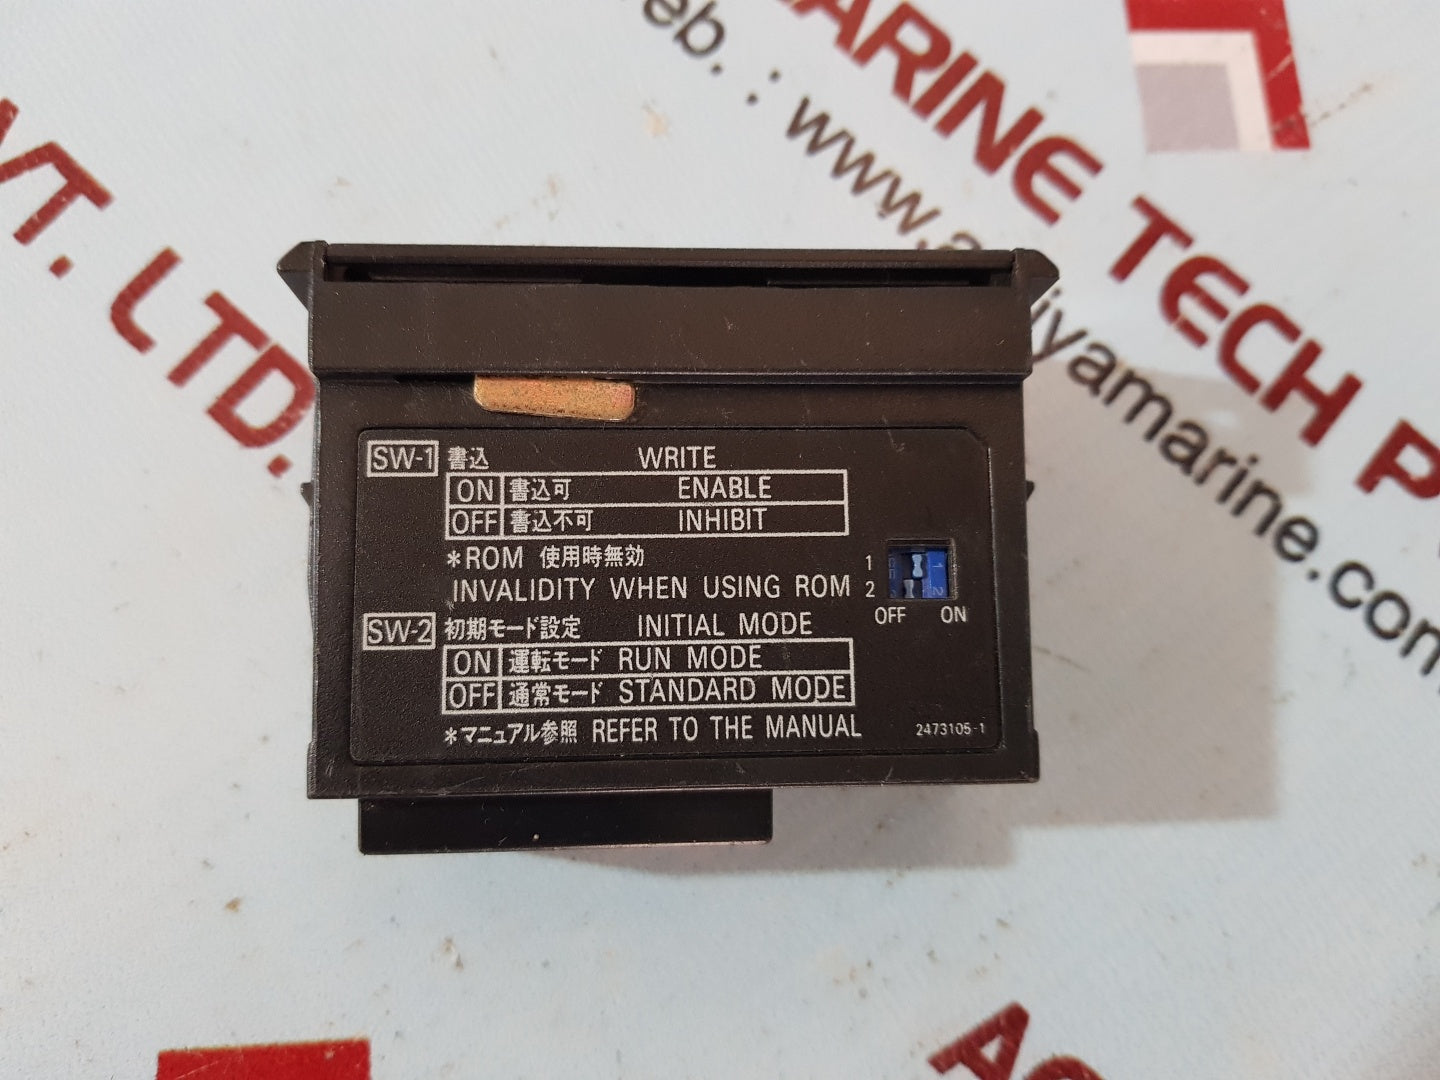 VT. LTD.
ARINE TECH P
eb. : www.a iyamarine.com
SW-1 書込 WRITE
ON 書込可 ENABLE
OFF 書込不可 INHIBIT
*ROM 使用時無効
INVALIDITY WHEN USING ROM
1
2
OFF ON
SW-2 初期モード設定 INITIAL MODE
ON 運転モード RUN MODE
OFF 通常モード STANDARD MODE
*マニュアル参照 REFER TO THE MANUAL
2473105-1